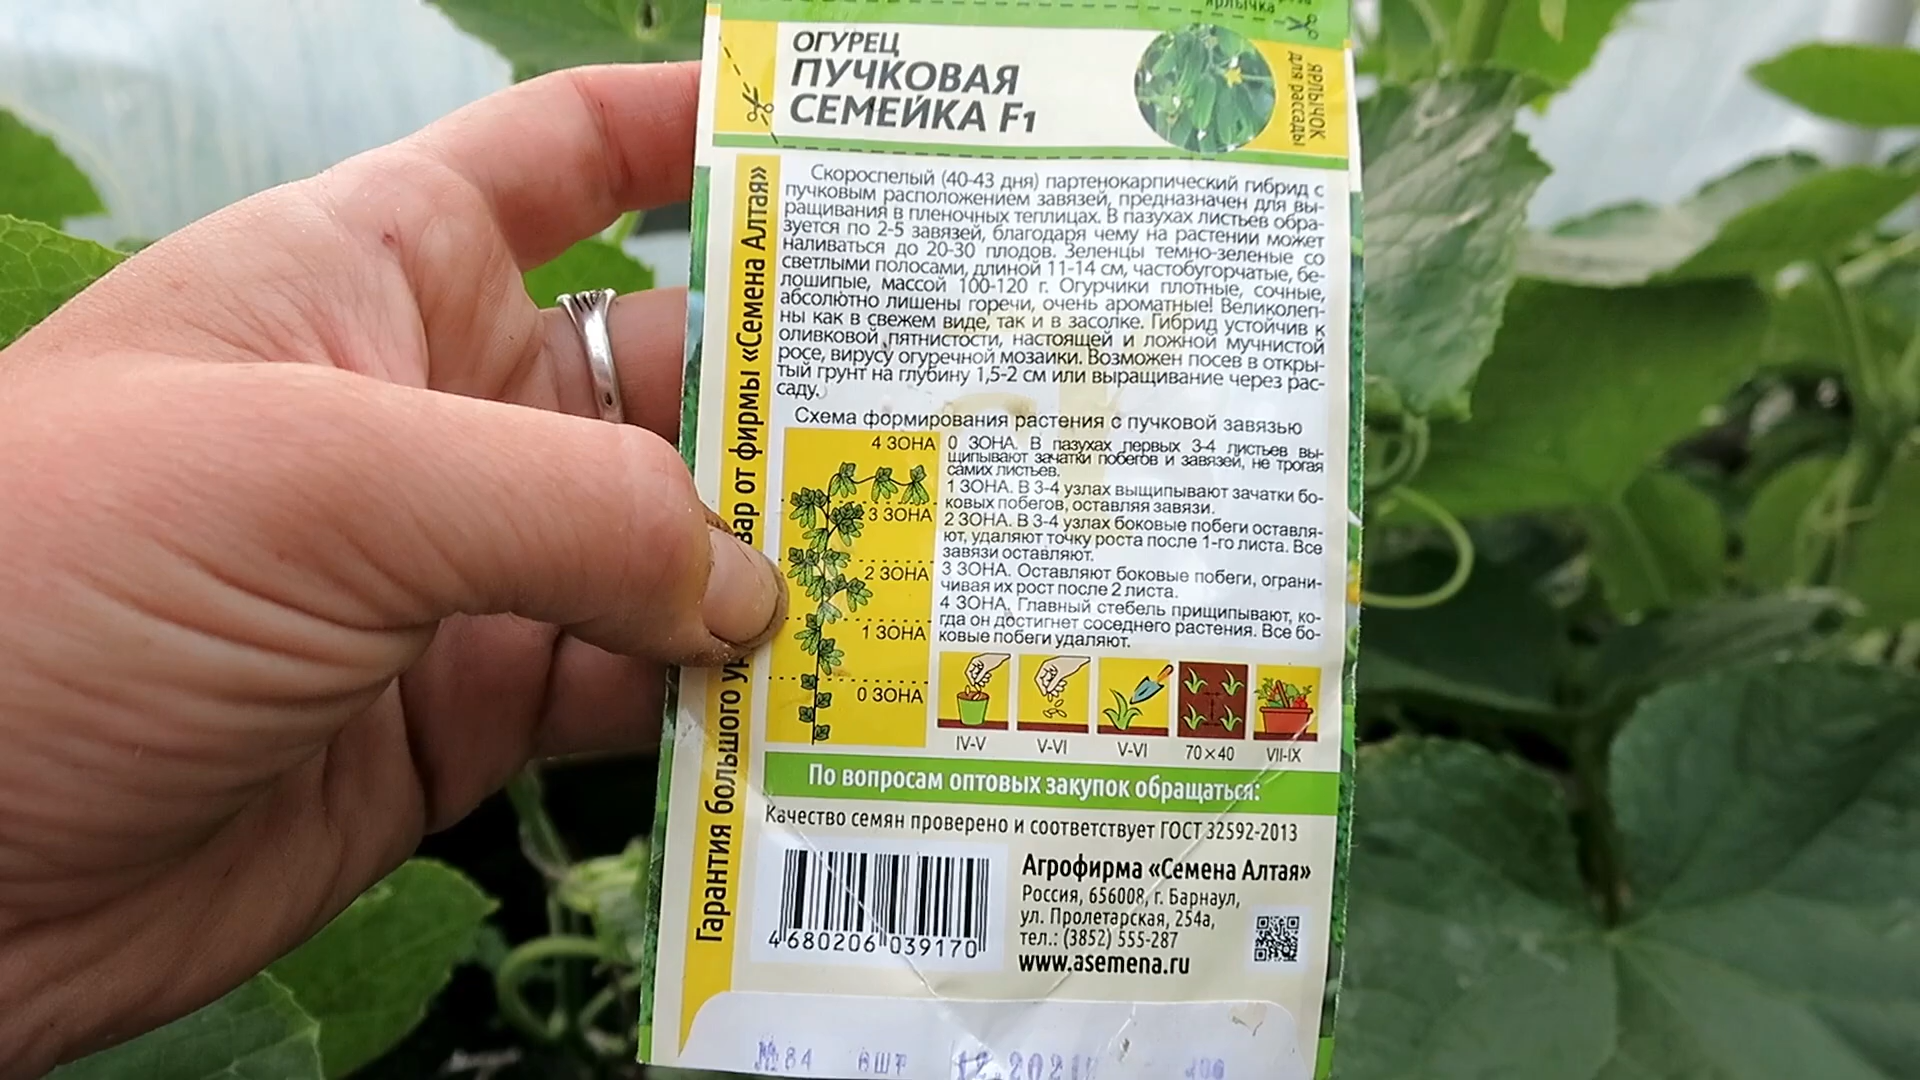 ярлычка
ОГУРЕЦ
ПУЧКОВАЯ
СЕМЕЙКА F1
ЯРЛЫЧОК
для рассады
Скороспелый (40-43 дня) партенокарпический гибрид с
пучковым расположением завязей, предназначен для вы-
ращивания в пленочных теплицах. В пазухах листьев обра-
зуется по 2-5 завязей, благодаря чему на растении может
наливаться до 20-30 плодов. Зеленцы темно-зеленые со
светлыми полосами, длиной 11-14 см, частобугорчатые, бе-
лошипые, массой 100-120 г. Огурчики плотные, сочные,
абсолютно лишены горечи, очень ароматные! Великолеп-
ны как в свежем виде, так и в засолке. Гибрид устойчив к
оливковой пятнистости, настоящей и ложной мучнистой
росе, вирусу огуречной мозаики. Возможен посев в откры-
тый грунт на глубину 1,5-2 см или выращивание через рас-
саду.
Схема формирования растения с пучковой завязью
4 ЗОНА
3 ЗОНА
2 ЗОНА
1 ЗОНА
0 ЗОНА
0 ЗОНА. В пазухах первых 3-4 листьев вы-
щипывают зачатки побегов и завязей, не трогая
самих листьев.
1 ЗОНА. В 3-4 узлах выщипывают зачатки бо-
ковых побегов, оставляя завязи.
2 ЗОНА. В 3-4 узлах боковые побеги оставля-
ют, удаляют точку роста после 1-го листа. Все
завязи оставляют.
3 ЗОНА. Оставляют боковые побеги, ограни-
чивая их рост после 2 листа.
4 ЗОНА. Главный стебель прищипывают, ко-
гда он достигнет соседнего растения. Все бо-
ковые побеги удаляют.
IV-V
V-VI
V-VI
70×40
VII-IX
Гарантия большого от фирмы «Семена Алтая»
По вопросам оптовых закупок обращаться:
Качество семян проверено и соответствует ГОСТ 32592-2013
4 680206 039170
Агрофирма «Семена Алтая»
Россия, 656008, г. Барнаул,
ул. Пролетарская, 254а,
тел.: (3852) 555-287
www.asemena.ru
№84 6ШТ 12.2021